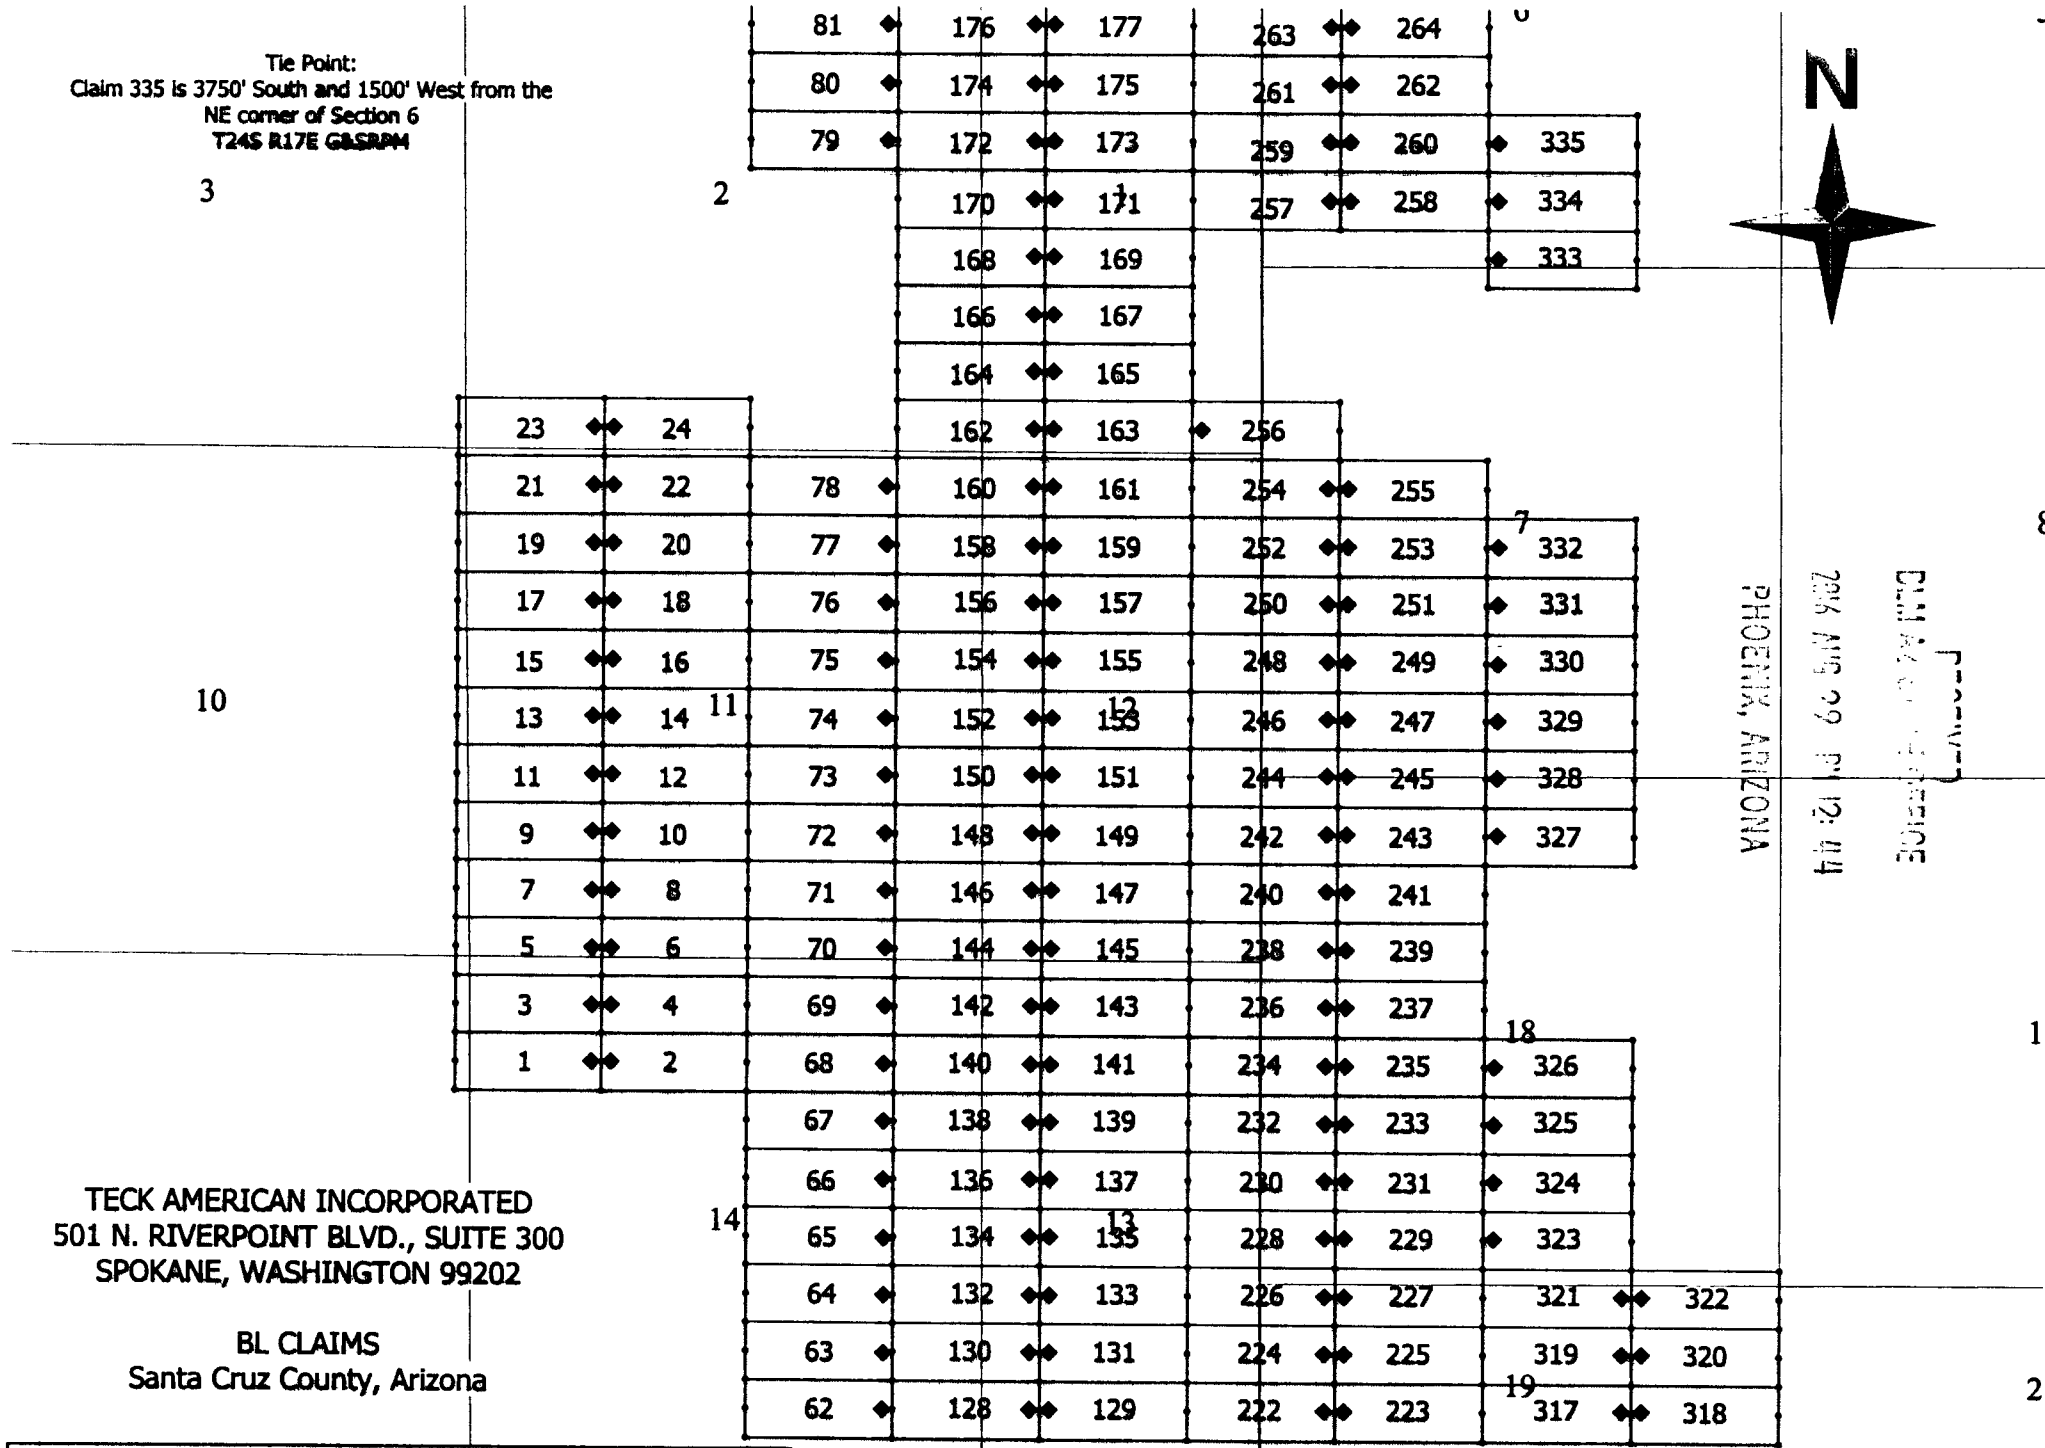 81 176 177 263 264
Tie Point:
Claim 335 is 3750' South and 1500' West from the
NE corner of Section 6
T24S R17E G&SRPM
N
80 174 175 261 262
79 172 173 259 260 335
3 2 170 171 1 257 258 334
168 169 333
166 167
164 165
23 24 162 163 256
21 22 78 160 161 254 255
7
19 20 77 158 159 252 253 332
17 18 76 156 157 250 251 331
15 16 75 154 155 248 249 330
10 11 12
13 14 74 152 153 246 247 329
11 12 73 150 151 244 245 328
9 10 72 148 149 242 243 327
7 8 71 146 147 240 241
5 6 70 144 145 238 239
3 4 69 142 143 236 237
18
1 2 68 140 141 234 235 326
67 138 139 232 233 325
66 136 137 230 231 324
14 13
65 134 135 228 229 323
64 132 133 226 227 321 322
63 130 131 224 225 319 320
19 2
62 128 129 222 223 317 318
PHOENIX, ARIZONA
29 12:44
TECK AMERICAN INCORPORATED
501 N. RIVERPOINT BLVD., SUITE 300
SPOKANE, WASHINGTON 99202
BL CLAIMS
Santa Cruz County, Arizona